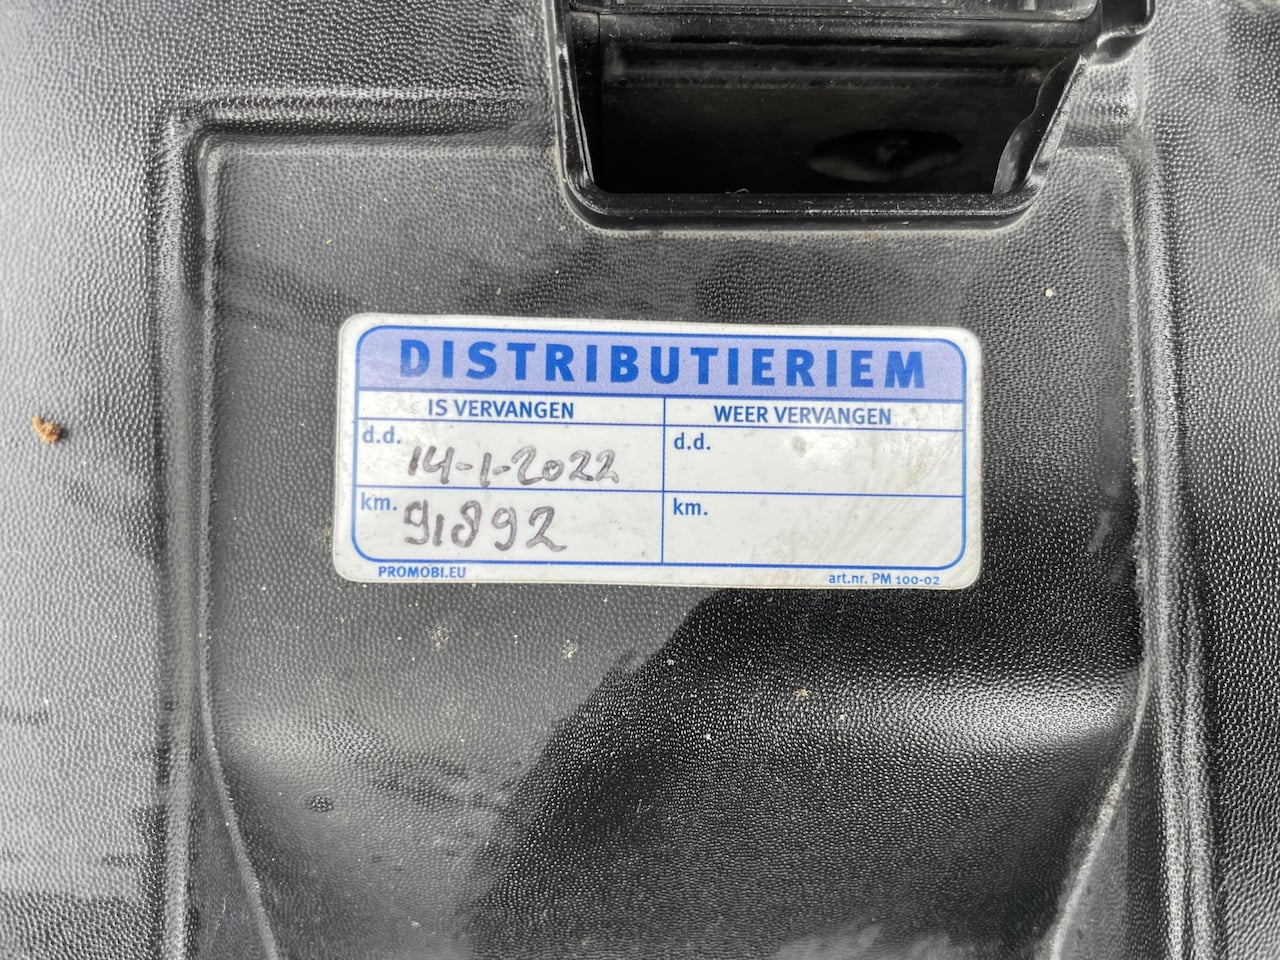 DISTRIBUTIERIEM
IS VERVANGEN WEER VERVANGEN
d.d. 14-1-2022 d.d.
km. 91892 km.
PROMOBI.EU art.nr. PM 100-02